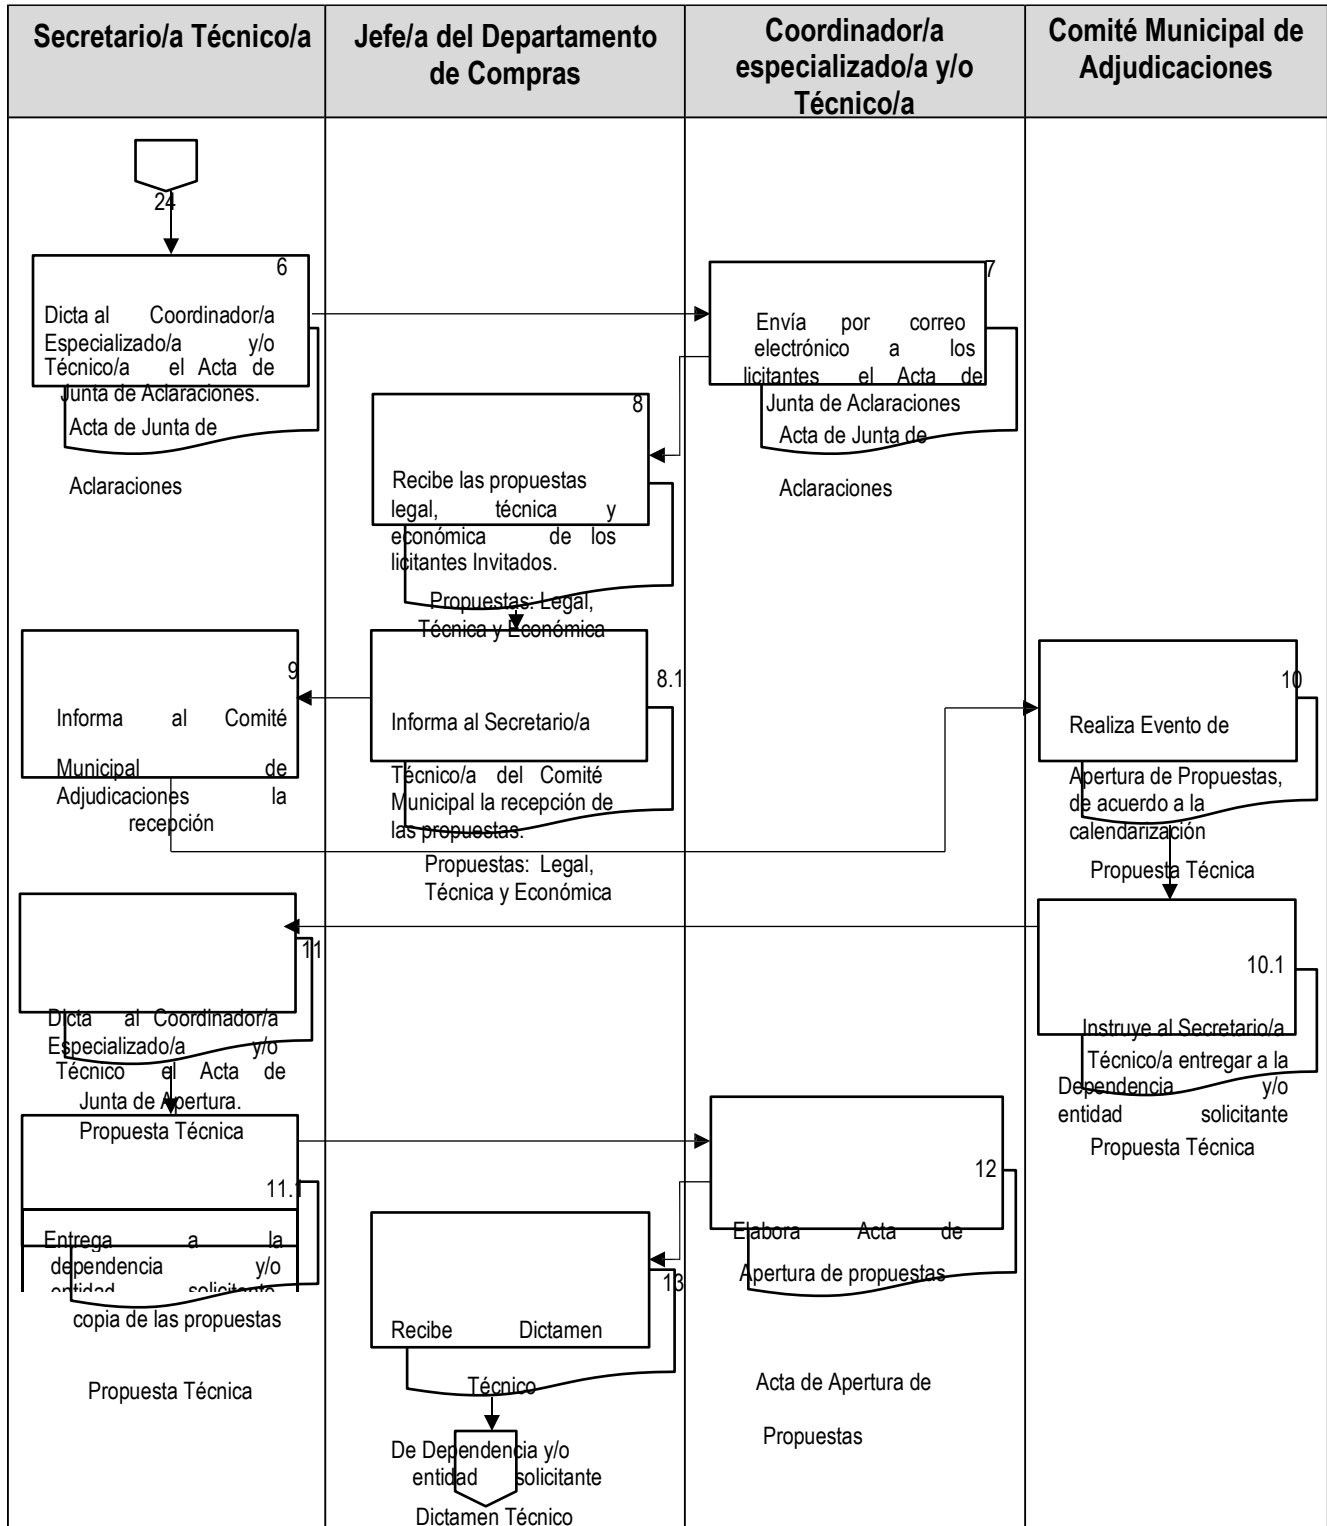 Secretario/a Técnico/a
Jefe/a del Departamento
de Compras
Coordinador/a
especializado/a y/o
Técnico/a
Comité Municipal de
Adjudicaciones
24
6
Dicta al Coordinador/a
Especializado/a y/o
Técnico/a el Acta de
Junta de Aclaraciones.
Acta de Junta de
Aclaraciones
7
Envía por correo
electrónico a los
licitantes el Acta de
Junta de Aclaraciones
Acta de Junta de
Aclaraciones
8
Recibe las propuestas
legal, técnica y
económica de los
licitantes Invitados.
Propuestas: Legal,
Técnica y Económica
8.1
Informa al Secretario/a
Técnico/a del Comité
Municipal la recepción de
las propuestas.
Propuestas: Legal,
Técnica y Económica
9
Informa al Comité
Municipal de
Adjudicaciones la
recepción
10
Realiza Evento de
Apertura de Propuestas,
de acuerdo a la
calendarización
Propuesta Técnica
10.1
Instruye al Secretario/a
Técnico/a entregar a la
Dependencia y/o
entidad solicitante
Propuesta Técnica
11
Dicta al Coordinador/a
Especializado/a y/o
Técnico el Acta de
Junta de Apertura.
Propuesta Técnica
11.1
Entrega a la
dependencia y/o
entidad solicitante
copia de las propuestas
Propuesta Técnica
12
Elabora Acta de
Apertura de propuestas
Acta de Apertura de
Propuestas
13
Recibe Dictamen
Técnico
De Dependencia y/o
entidad solicitante
Dictamen Técnico